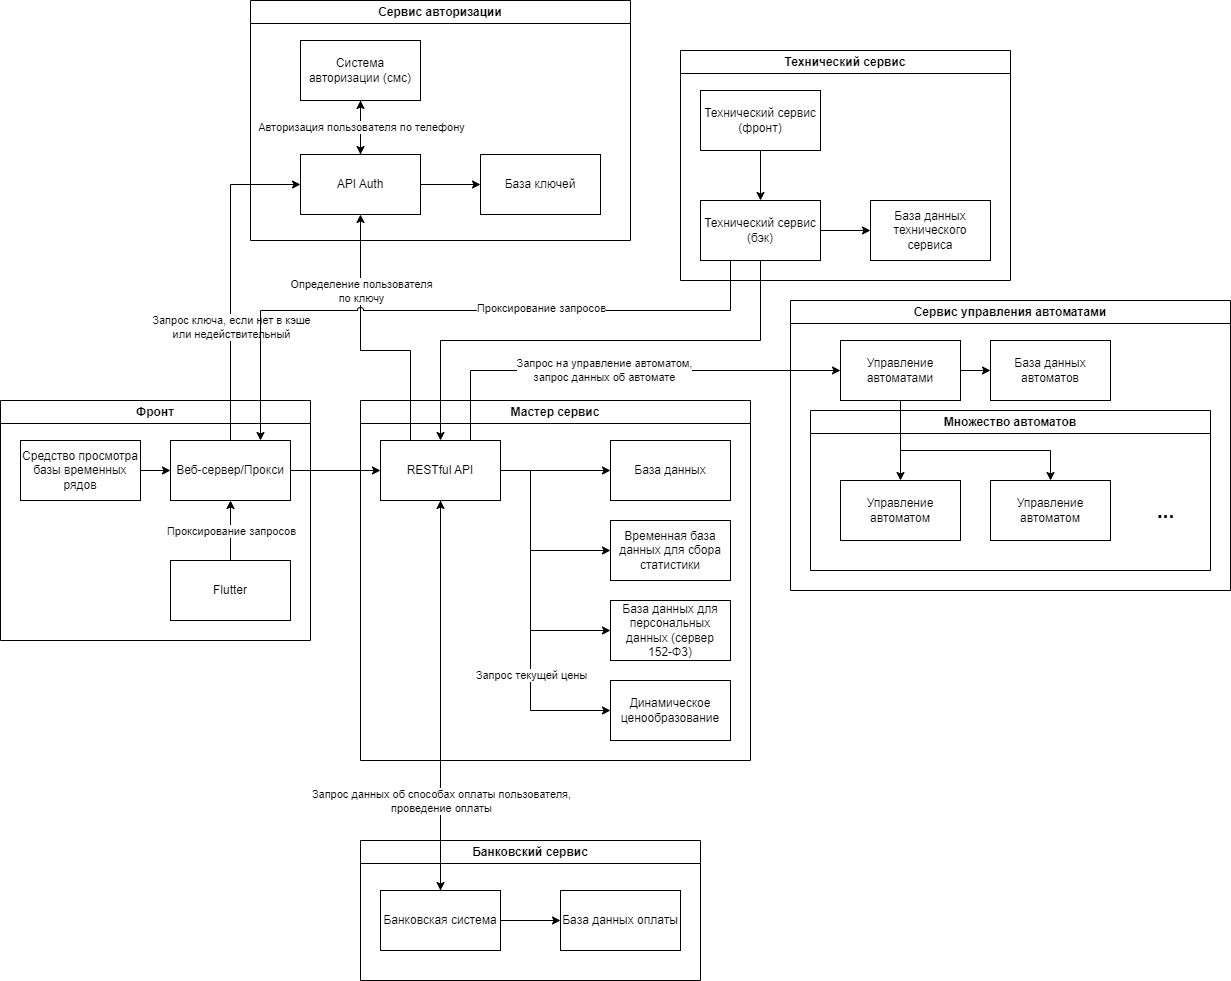 Сервис авторизации
Система
авторизации (смс)
Авторизация пользователя по телефону
API Auth
База ключей
Технический сервис
Технический сервис
(фронт)
Технический сервис
(бэк)
База данных
технического
сервиса
Определение пользователя
по ключу
Проксирование запросов
Запрос ключа, если нет в кэше
или недействительный
Сервис управления автоматами
Управление
автоматами
База данных
автоматов
Запрос на управление автоматом,
запрос данных об автомате
Множество автоматов
Управление
автоматом
Управление
автоматом
...
Фронт
Средство просмотра
базы временных
рядов
Веб-сервер/Прокси
Проксирование запросов
Flutter
Мастер сервис
RESTful API
База данных
Временная база
данных для сбора
статистики
База данных для
персональных
данных (сервер
152-ФЗ)
Запрос текущей цены
Динамическое
ценообразование
Запрос данных об способах оплаты пользователя,
проведение оплаты
Банковский сервис
Банковская система
База данных оплаты